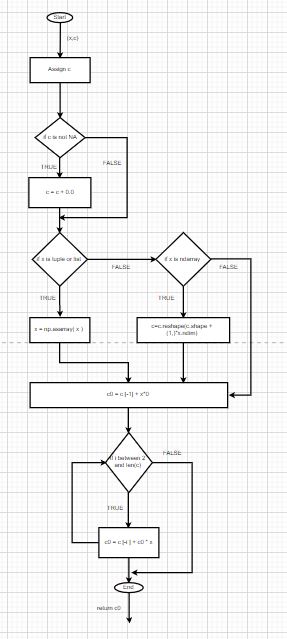 Start
(x,c)
Assign c
if c is not NA
TRUE
FALSE
c = c + 0.0
if x is tuple or list
FALSE
if x is ndarray
FALSE
TRUE
TRUE
x = np.asarray( x )
c=c.reshape(c.shape +
(1,)*x.ndim
c0 = c [-1] + x*0
if i between 2
and len(c)
FALSE
TRUE
c0 = c [-i ] + c0 * x
End
return c0